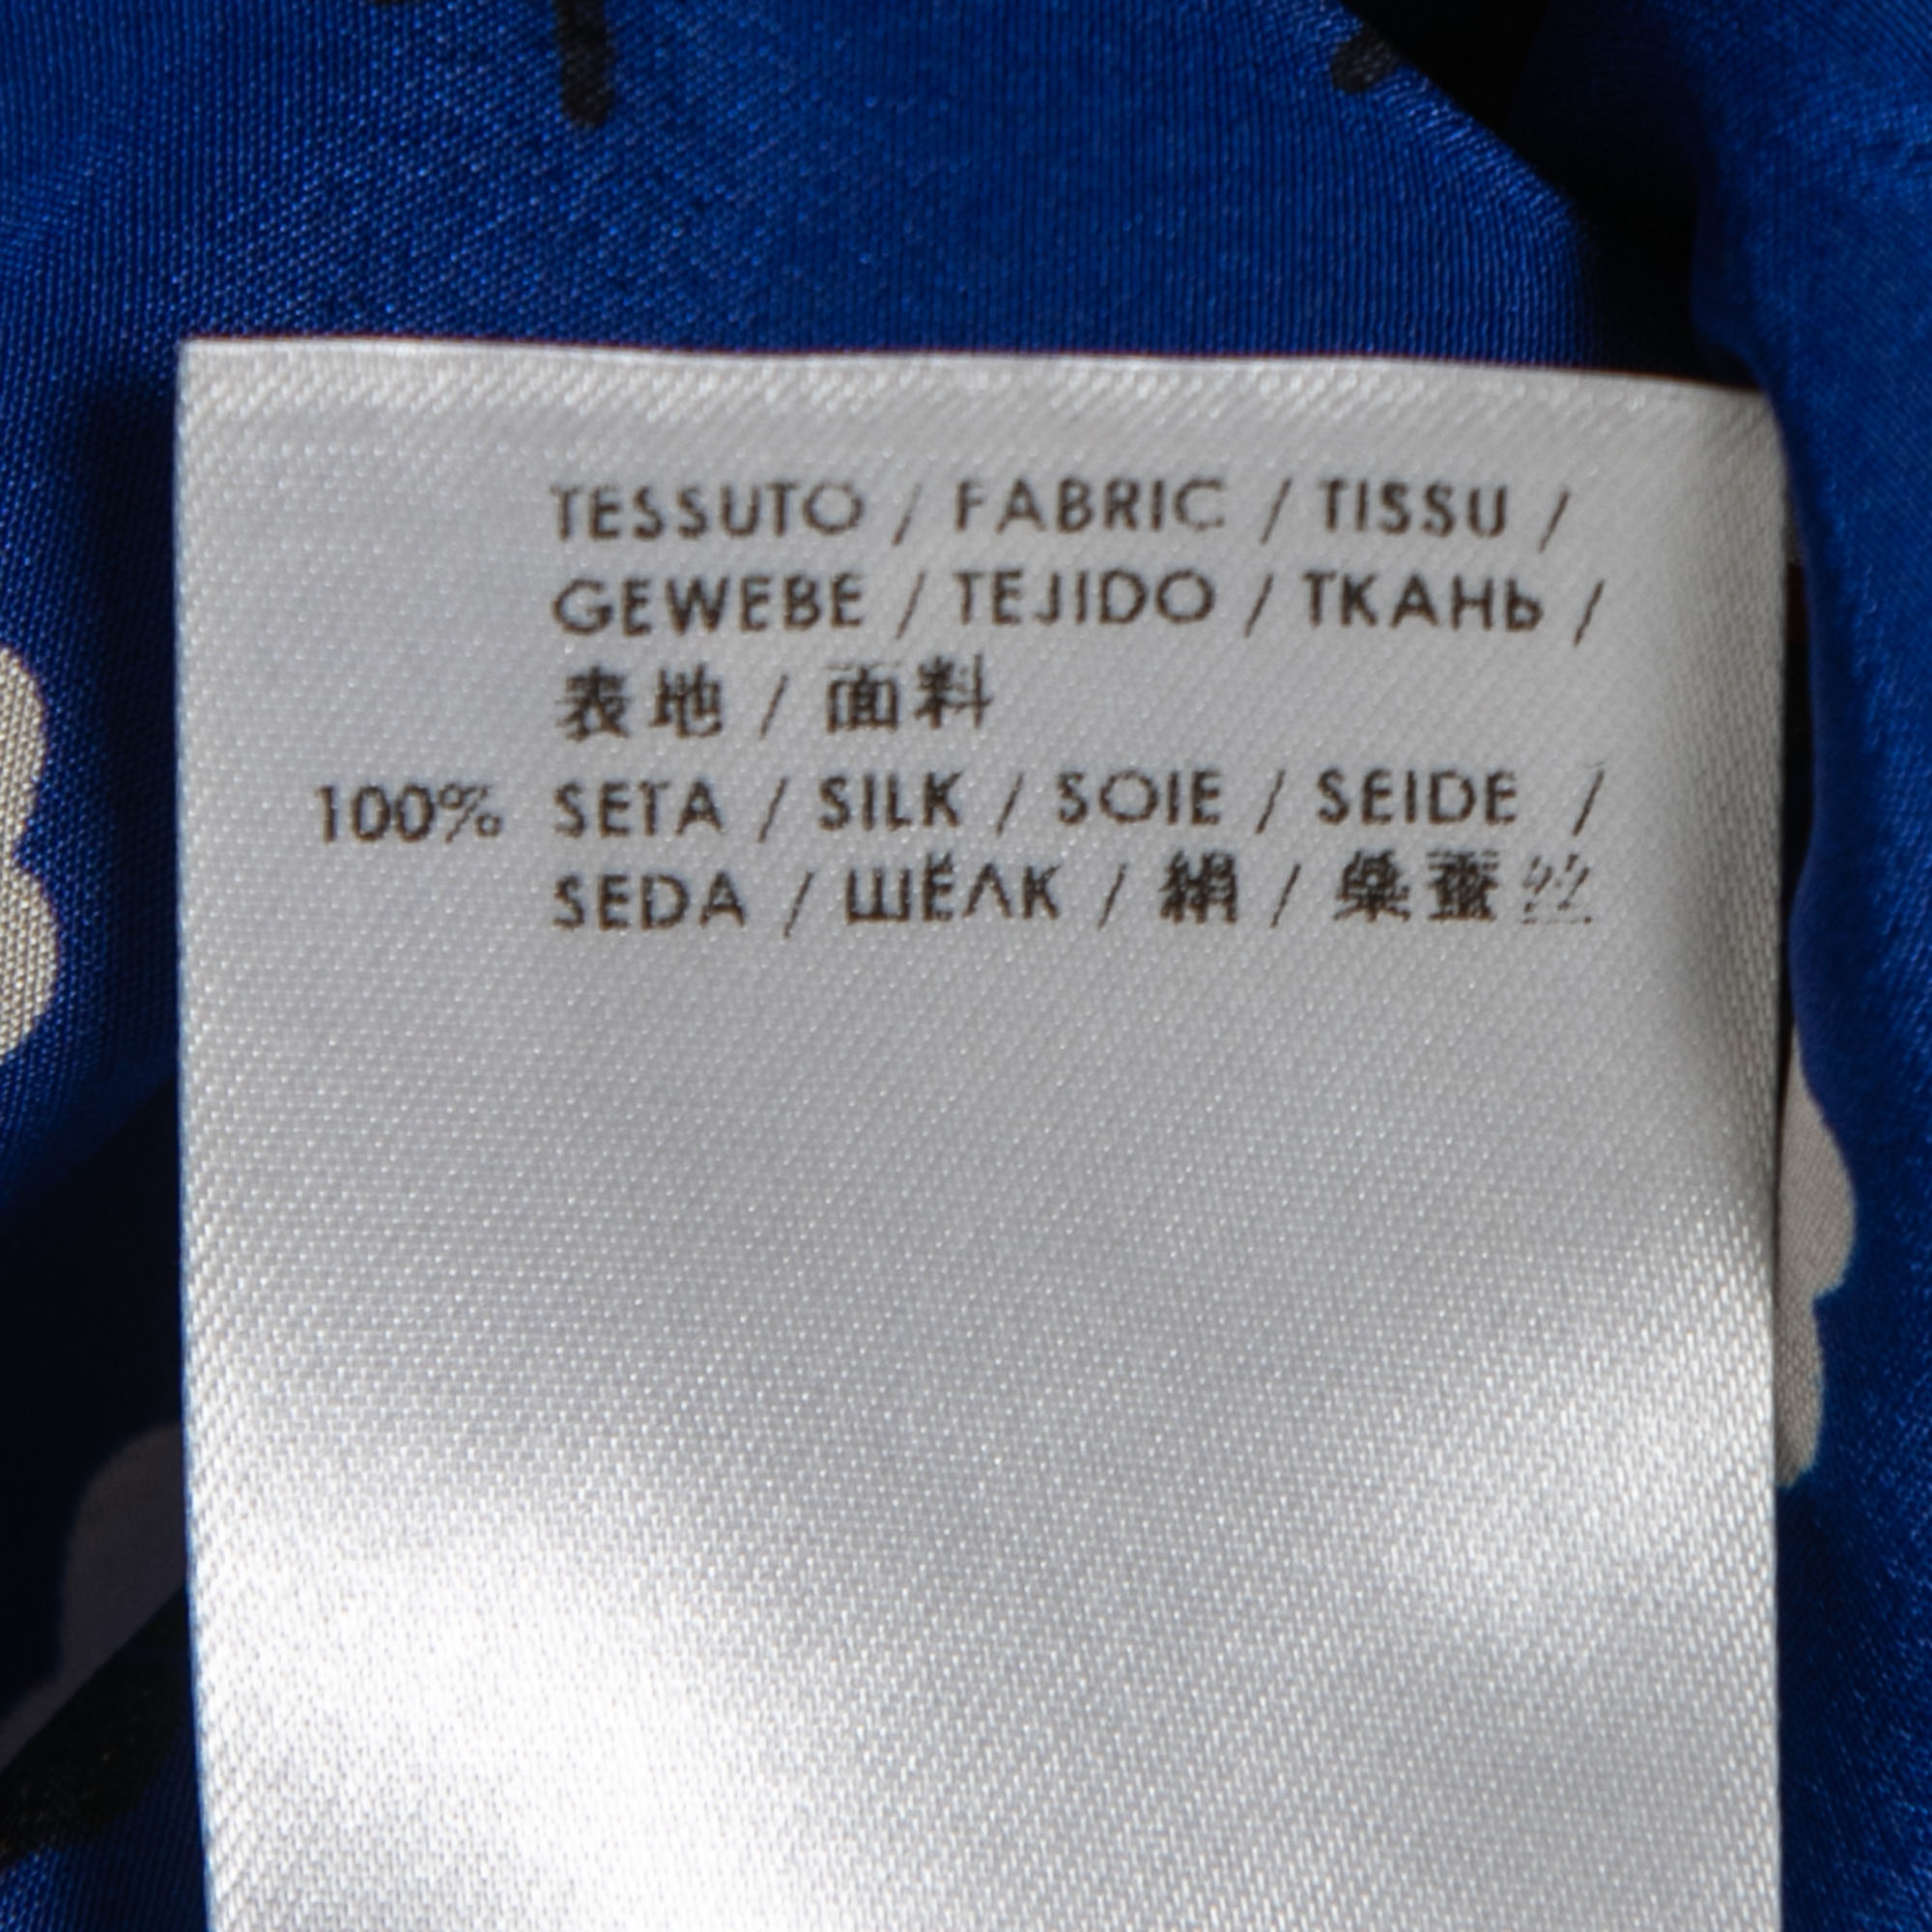 TESSUTO / FABRIC / TISSU /
GEWEBE / TEJIDO / ТКАНЬ /
表地 / 面料
100% SETA / SILK / SOIE / SEIDE /
SEDA / ШЁЛК / 絹 / 桑蚕丝